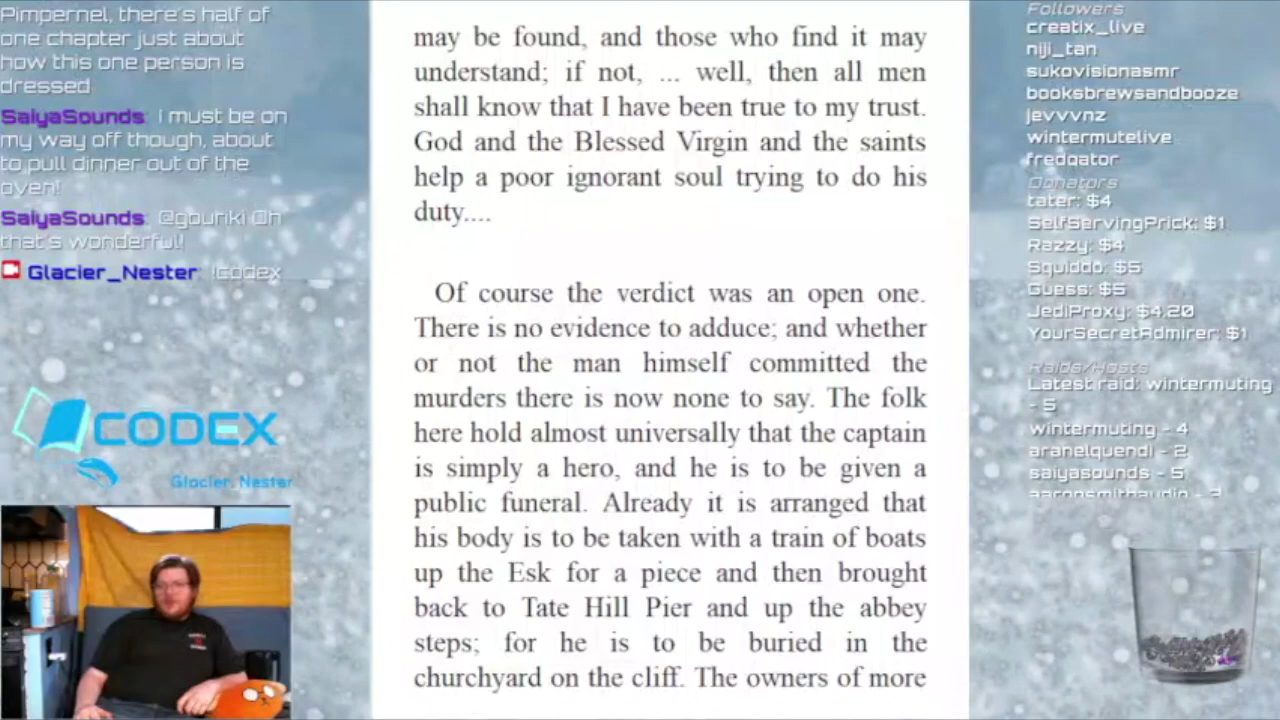 Pimpernel, there's half of
one chapter just about
how this one person is
dressed
SaiyaSounds: I must be on
my way off though, about
to pull dinner out of the
oven!
SaiyaSounds: @gouriki Oh
that's wonderful!
Glacier_Nester: !codex
CODEX
Glacier Nester
may be found, and those who find it may
understand; if not, ... well, then all men
shall know that I have been true to my trust.
God and the Blessed Virgin and the saints
help a poor ignorant soul trying to do his
duty....
Of course the verdict was an open one.
There is no evidence to adduce; and whether
or not the man himself committed the
murders there is now none to say. The folk
here hold almost universally that the captain
is simply a hero, and he is to be given a
public funeral. Already it is arranged that
his body is to be taken with a train of boats
up the Esk for a piece and then brought
back to Tate Hill Pier and up the abbey
steps; for he is to be buried in the
churchyard on the cliff. The owners of more
Followers
creatix_live
niji_tan
sukovisionasmr
booksbrewsandbooze
jevvvnz
wintermutelive
fredgator
Donators
tater: $4
SelfServingPrick: $1
Razzy: $4
Squiddo: $5
Guess: $5
JediProxy: $4.20
YourSecretAdmirer: $1
Raids/Hosts
Latest raid: wintermuting
- 5
wintermuting - 4
aranelquendi - 2
saiyasounds - 5
aaronsmithaudio - 3